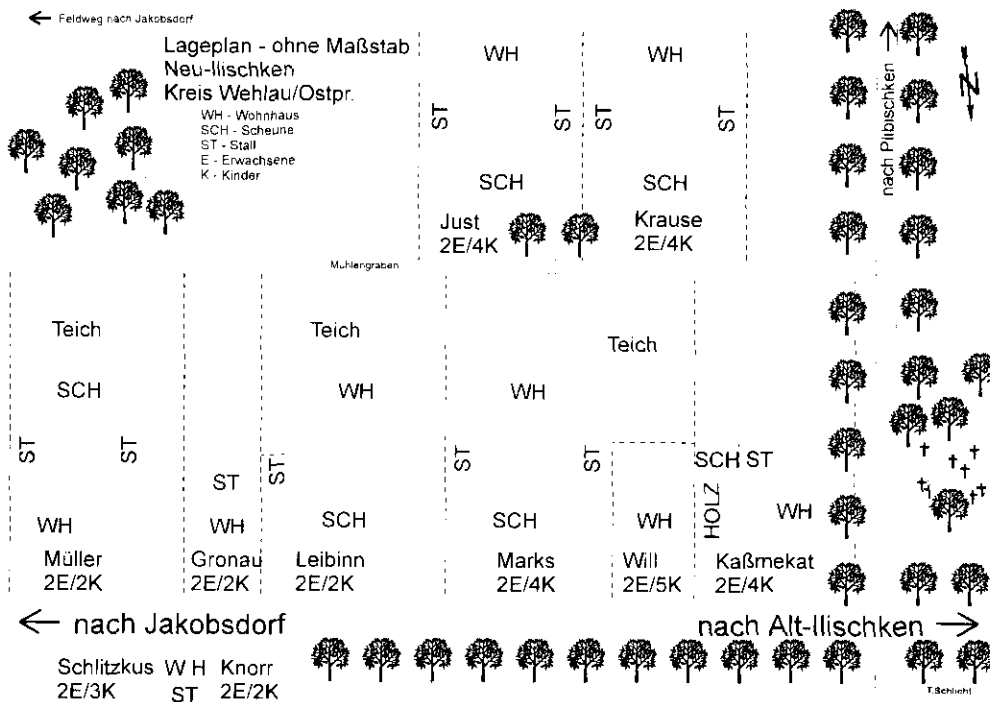 ← Feldweg nach Jakobsdorf
Lageplan - ohne Maßstab
Neu-Ilischken
Kreis Wehlau/Ostpr.
WH - Wohnhaus
SCH - Scheune
ST - Stall
E - Erwachsene
K - Kinder
WH
WH
ST
ST
ST
ST
SCH
SCH
Just
2E/4K
Krause
2E/4K
nach Pilbischken
N
Mühlengraben
Teich
Teich
Teich
SCH
WH
WH
ST
ST
ST
ST
ST
SCH ST
ST
HOLZ
WH
WH
SCH
SCH
WH
WH
Müller
2E/2K
Gronau
2E/2K
Leibinn
2E/2K
Marks
2E/4K
Will
2E/5K
Kaßmekat
2E/4K
← nach Jakobsdorf
nach Alt-Ilischken →
Schlitzkus W H Knorr
2E/3K ST 2E/2K
T.Schlicht